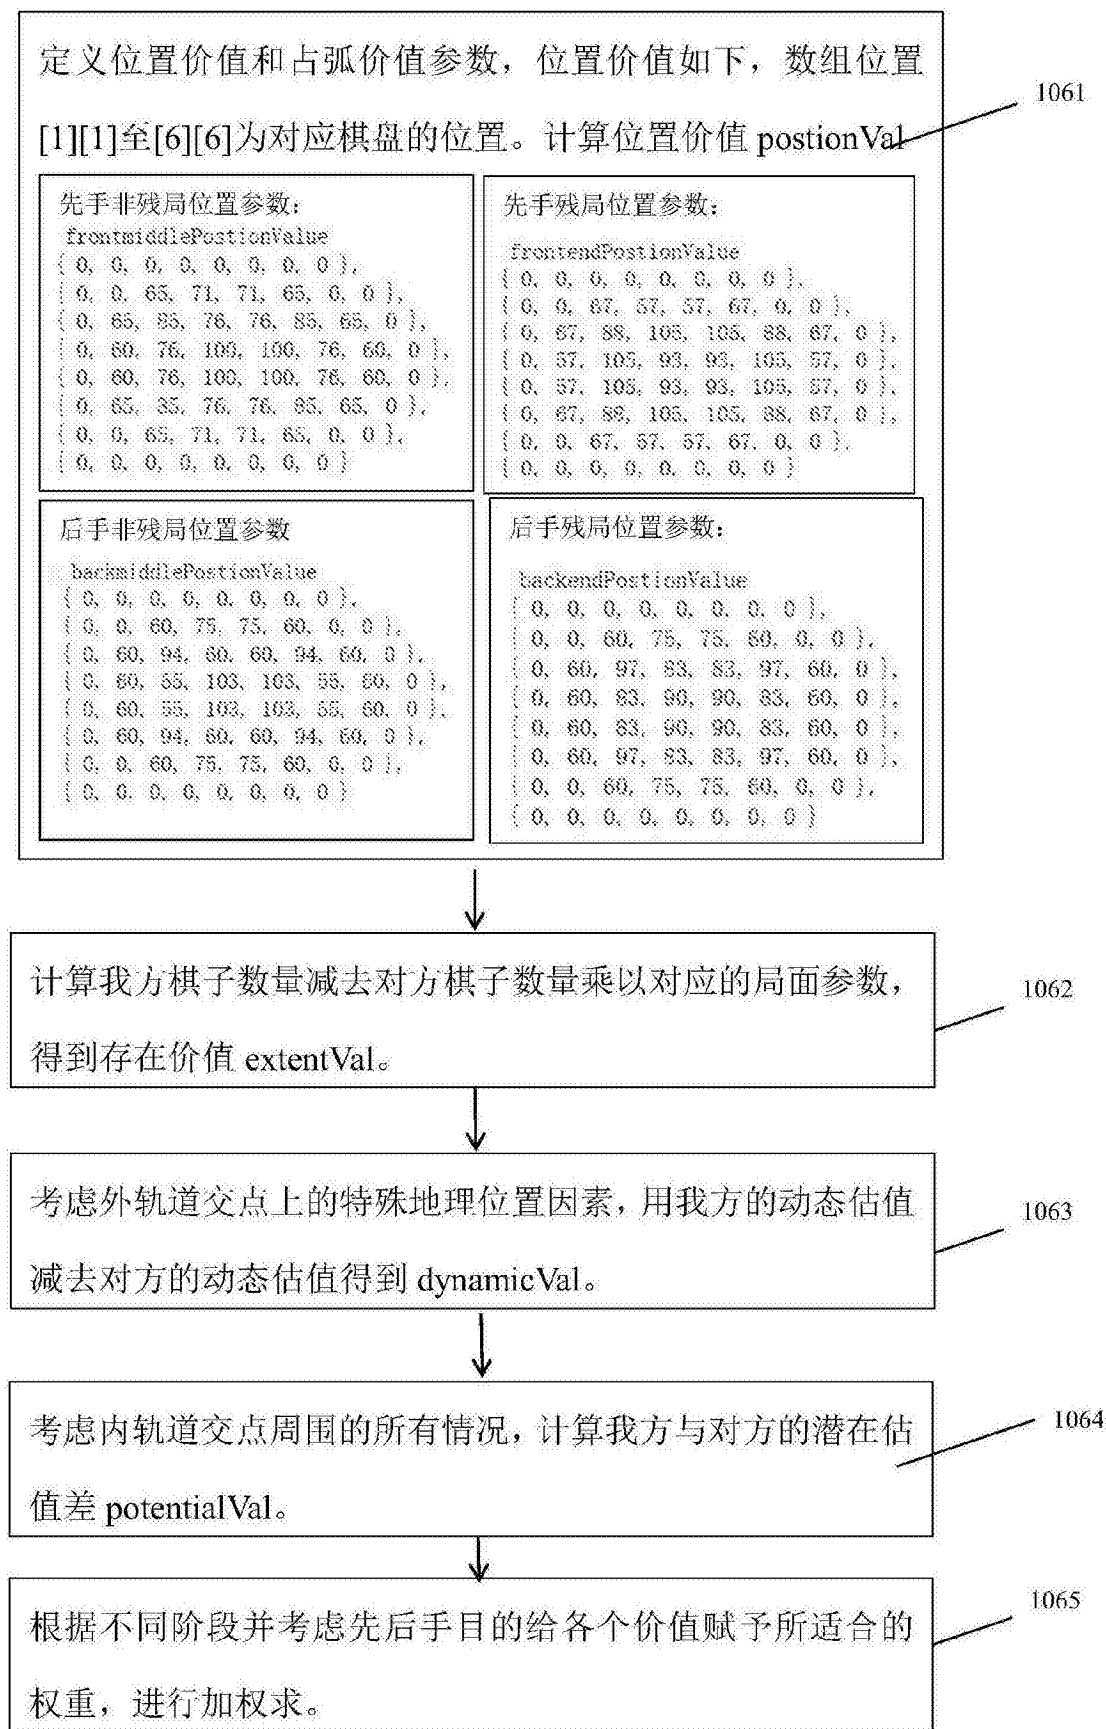 定义位置价值和占弧价值参数，位置价值如下，数组位置
[1][1]至[6][6]为对应棋盘的位置。计算位置价值 postionVal
1061
先手非残局位置参数：
frontmiddlePostionValue
{ 0, 0, 0, 0, 0, 0, 0, 0 },
{ 0, 0, 65, 71, 71, 65, 0, 0 },
{ 0, 65, 85, 76, 76, 85, 65, 0 },
{ 0, 60, 76, 100, 100, 76, 60, 0 },
{ 0, 60, 76, 100, 100, 76, 60, 0 },
{ 0, 65, 85, 76, 76, 85, 65, 0 },
{ 0, 0, 65, 71, 71, 65, 0, 0 },
{ 0, 0, 0, 0, 0, 0, 0, 0 }
先手残局位置参数：
frontendPostionValue
{ 0, 0, 0, 0, 0, 0, 0, 0 },
{ 0, 0, 67, 57, 57, 67, 0, 0 },
{ 0, 67, 88, 105, 105, 88, 67, 0 },
{ 0, 57, 105, 93, 93, 105, 57, 0 },
{ 0, 57, 105, 93, 93, 105, 57, 0 },
{ 0, 67, 88, 105, 105, 88, 67, 0 },
{ 0, 0, 67, 57, 57, 67, 0, 0 },
{ 0, 0, 0, 0, 0, 0, 0, 0 }
后手非残局位置参数
backmiddlePostionValue
{ 0, 0, 0, 0, 0, 0, 0, 0 },
{ 0, 0, 60, 75, 75, 60, 0, 0 },
{ 0, 60, 94, 60, 60, 94, 60, 0 },
{ 0, 60, 55, 103, 103, 55, 60, 0 },
{ 0, 60, 55, 103, 103, 55, 60, 0 },
{ 0, 60, 94, 60, 60, 94, 60, 0 },
{ 0, 0, 60, 75, 75, 60, 0, 0 },
{ 0, 0, 0, 0, 0, 0, 0, 0 }
后手残局位置参数：
backendPostionValue
{ 0, 0, 0, 0, 0, 0, 0, 0 },
{ 0, 0, 60, 75, 75, 60, 0, 0 },
{ 0, 60, 97, 83, 83, 97, 60, 0 },
{ 0, 60, 83, 90, 90, 83, 60, 0 },
{ 0, 60, 83, 90, 90, 83, 60, 0 },
{ 0, 60, 97, 83, 83, 97, 60, 0 },
{ 0, 0, 60, 75, 75, 60, 0, 0 },
{ 0, 0, 0, 0, 0, 0, 0, 0 }
计算我方棋子数量减去对方棋子数量乘以对应的局面参数，
得到存在价值 extentVal。
1062
考虑外轨道交点上的特殊地理位置因素，用我方的动态估值
减去对方的动态估值得到 dynamicVal。
1063
考虑内轨道交点周围的所有情况，计算我方与对方的潜在估
值差 potentialVal。
1064
根据不同阶段并考虑先后手目的给各个价值赋予所适合的
权重，进行加权求。
1065